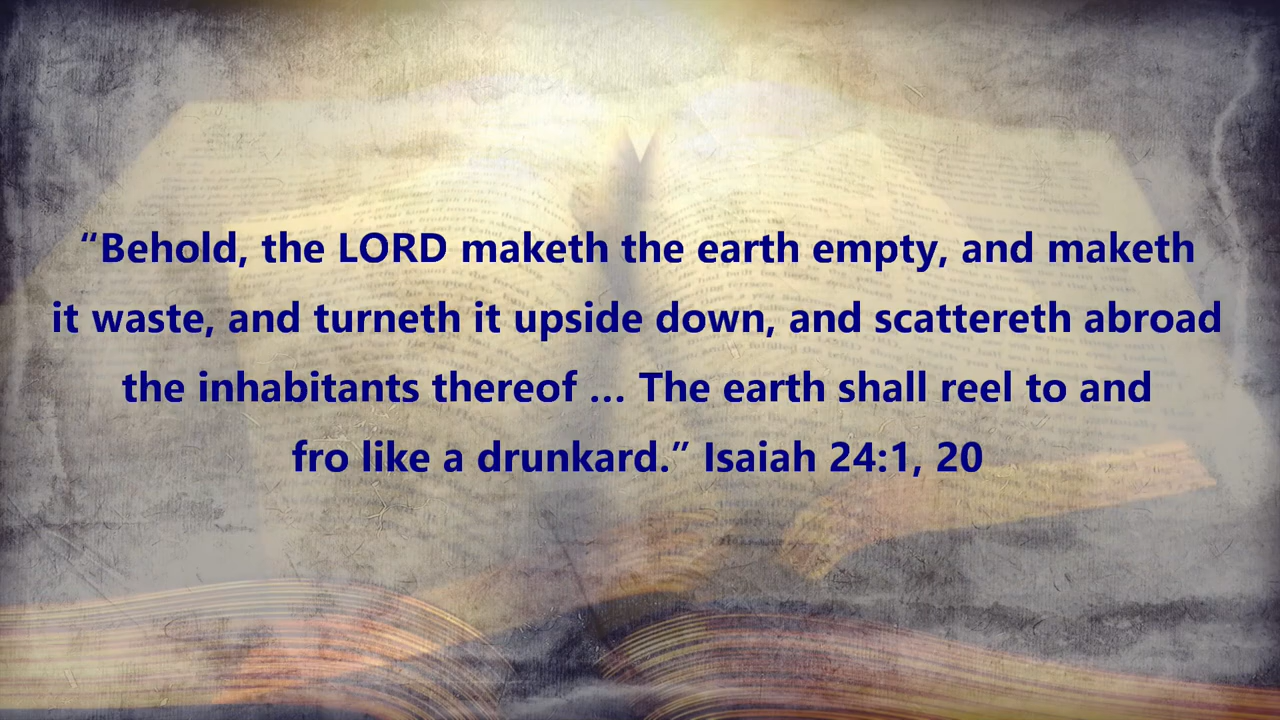 “Behold, the LORD maketh the earth empty, and maketh
it waste, and turneth it upside down, and scattereth abroad
the inhabitants thereof … The earth shall reel to and
fro like a drunkard.” Isaiah 24:1, 20